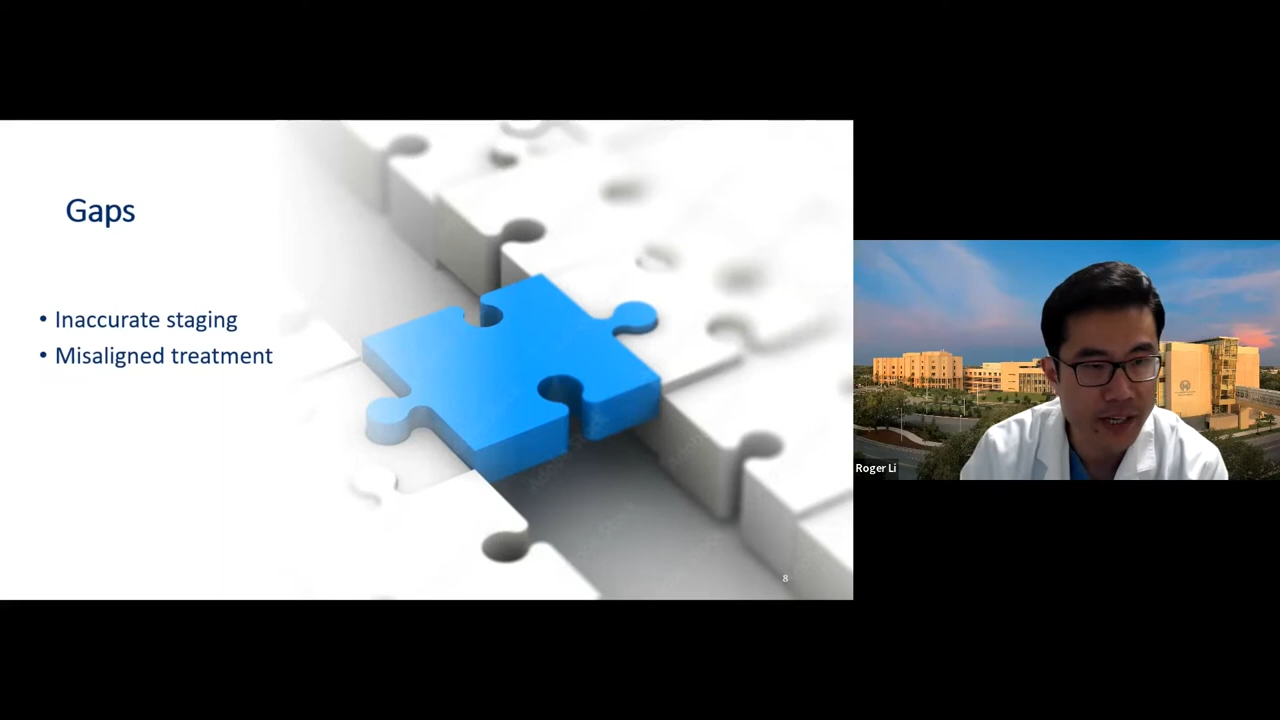 Gaps
• Inaccurate staging
• Misaligned treatment
8
Roger Li